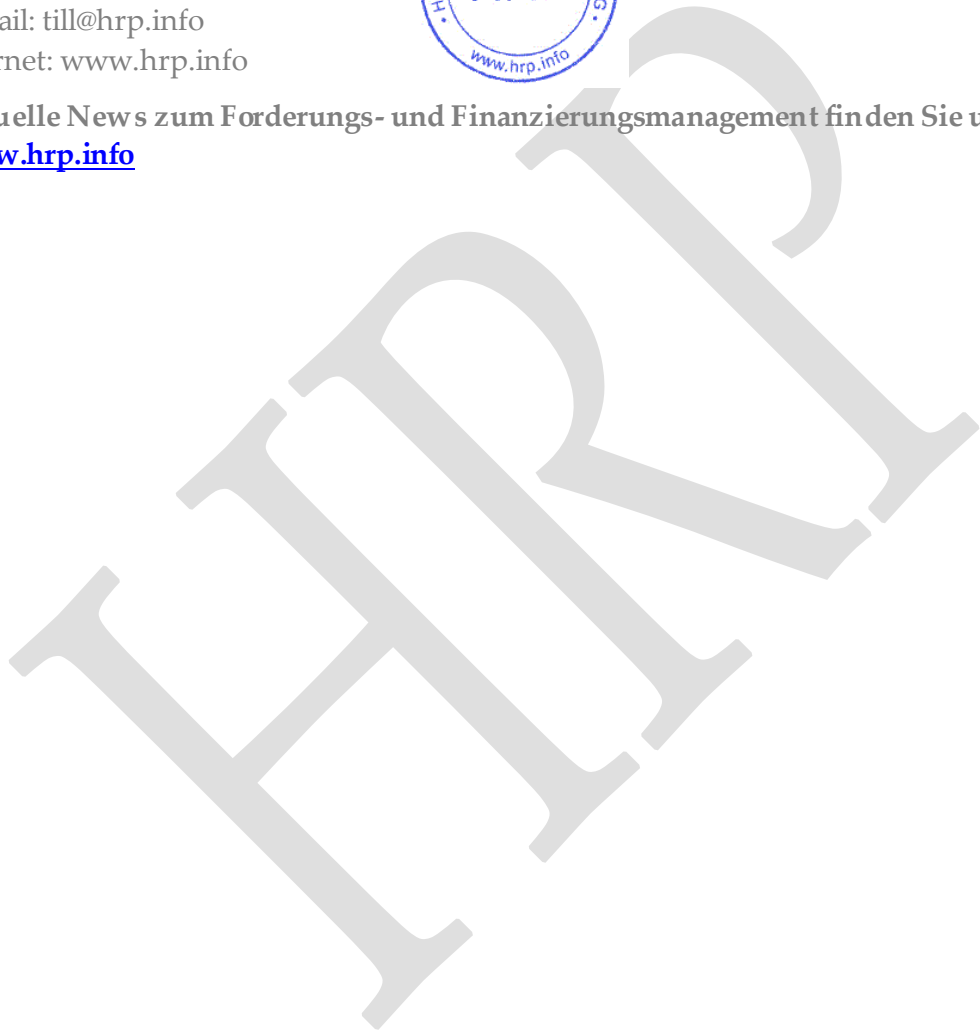 ail: till@hrp.info
rnet: www.hrp.info
www.hrp.info
uelle News zum Forderungs- und Finanzierungsmanagement finden Sie u
w.hrp.info
HRP